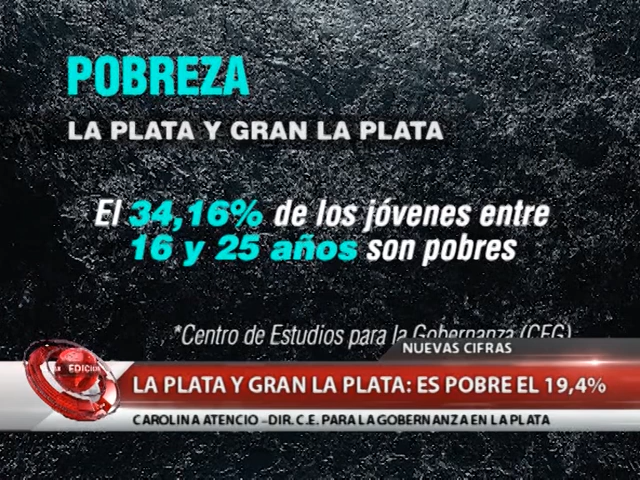 POBREZA
LA PLATA Y GRAN LA PLATA
El 34,16% de los jóvenes entre
16 y 25 años son pobres
*Centro de Estudios para la Gobernanza (CEG)
NUEVAS CIFRAS
EDICION
LA PLATA Y GRAN LA PLATA: ES POBRE EL 19,4%
CAROLINA ATENCIO -DIR. C.E. PARA LA GOBERNANZA EN LA PLATA